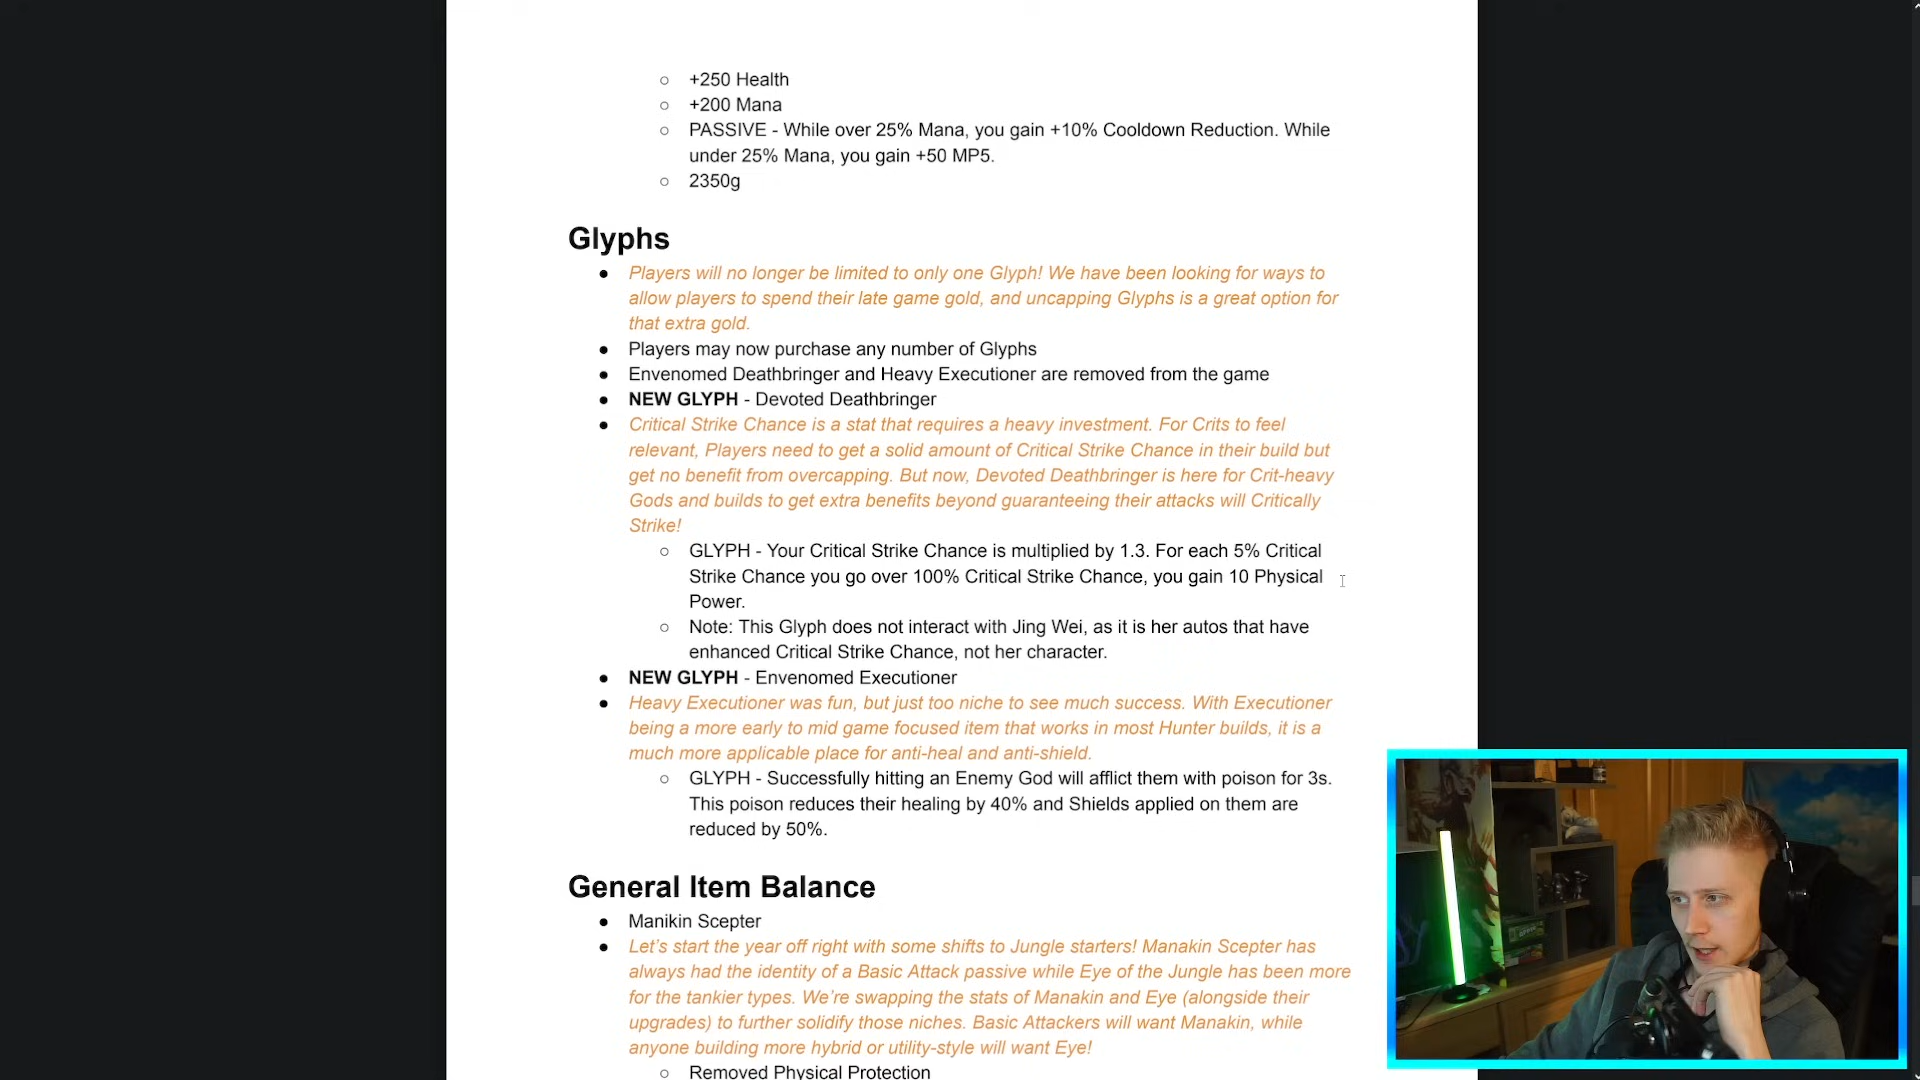 +250 Health
+200 Mana
PASSIVE - While over 25% Mana, you gain +10% Cooldown Reduction. While
under 25% Mana, you gain +50 MP5.
2350g
Glyphs
Players will no longer be limited to only one Glyph! We have been looking for ways to
allow players to spend their late game gold, and uncapping Glyphs is a great option for
that extra gold.
Players may now purchase any number of Glyphs
Envenomed Deathbringer and Heavy Executioner are removed from the game
NEW GLYPH - Devoted Deathbringer
Critical Strike Chance is a stat that requires a heavy investment. For Crits to feel
relevant, Players need to get a solid amount of Critical Strike Chance in their build but
get no benefit from overcapping. But now, Devoted Deathbringer is here for Crit-heavy
Gods and builds to get extra benefits beyond guaranteeing their attacks will Critically
Strike!
GLYPH - Your Critical Strike Chance is multiplied by 1.3. For each 5% Critical
Strike Chance you go over 100% Critical Strike Chance, you gain 10 Physical
Power.
Note: This Glyph does not interact with Jing Wei, as it is her autos that have
enhanced Critical Strike Chance, not her character.
NEW GLYPH - Envenomed Executioner
Heavy Executioner was fun, but just too niche to see much success. With Executioner
being a more early to mid game focused item that works in most Hunter builds, it is a
much more applicable place for anti-heal and anti-shield.
GLYPH - Successfully hitting an Enemy God will afflict them with poison for 3s.
This poison reduces their healing by 40% and Shields applied on them are
reduced by 50%.
General Item Balance
Manikin Scepter
Let's start the year off right with some shifts to Jungle starters! Manakin Scepter has
always had the identity of a Basic Attack passive while Eye of the Jungle has been more
for the tankier types. We're swapping the stats of Manakin and Eye (alongside their
upgrades) to further solidify those niches. Basic Attackers will want Manakin, while
anyone building more hybrid or utility-style will want Eye!
Removed Physical Protection